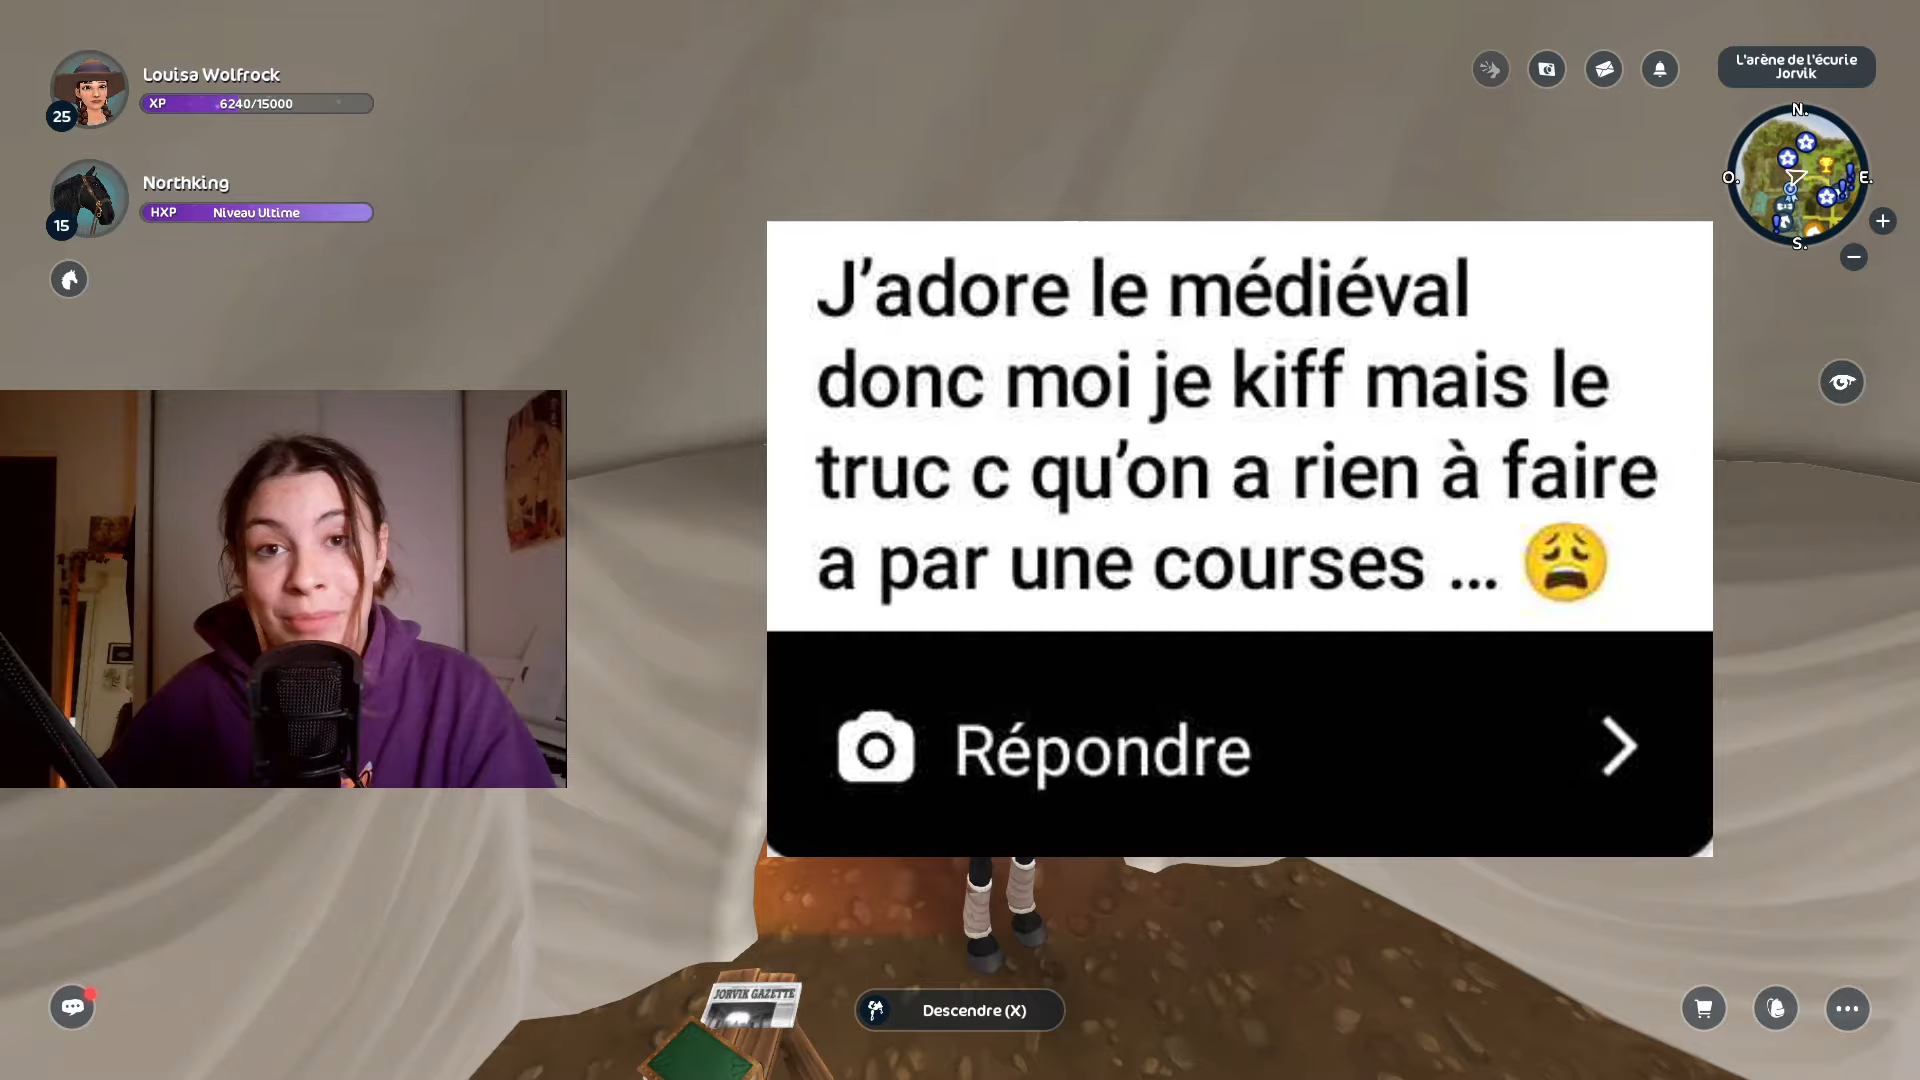 Louisa Wolfrock
XP 6240/15000
25
Northking
HXP Niveau Ultime
15
L'arène de l'écurie
Jorvik
N.
O.
E.
S.
J'adore le médiéval
donc moi je kiff mais le
truc c qu'on a rien à faire
a par une courses ... 😩
Répondre
JORVIK GAZETTE
Descendre (X)